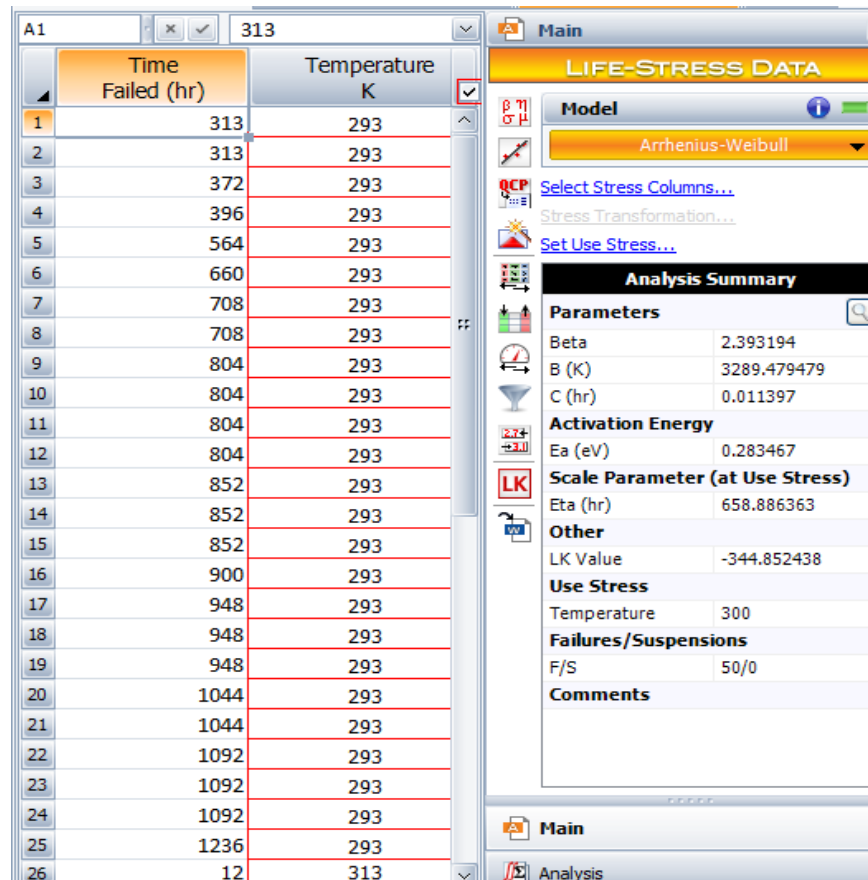 A1 313 Main
Time Failed (hr) Temperature K
LIFE-STRESS DATA
1 313 293
2 313 293
3 372 293
4 396 293
5 564 293
6 660 293
7 708 293
8 708 293
9 804 293
10 804 293
11 804 293
12 804 293
13 852 293
14 852 293
15 852 293
16 900 293
17 948 293
18 948 293
19 948 293
20 1044 293
21 1044 293
22 1092 293
23 1092 293
24 1092 293
25 1236 293
26 12 313
β η
σ μ
QCP
LK
Model
Arrhenius-Weibull
Select Stress Columns...
Stress Transformation...
Set Use Stress...
Analysis Summary
Parameters
Beta 2.393194
B (K) 3289.479479
C (hr) 0.011397
Activation Energy
Ea (eV) 0.283467
Scale Parameter (at Use Stress)
Eta (hr) 658.886363
Other
LK Value -344.852438
Use Stress
Temperature 300
Failures/Suspensions
F/S 50/0
Comments
Main
Analysis